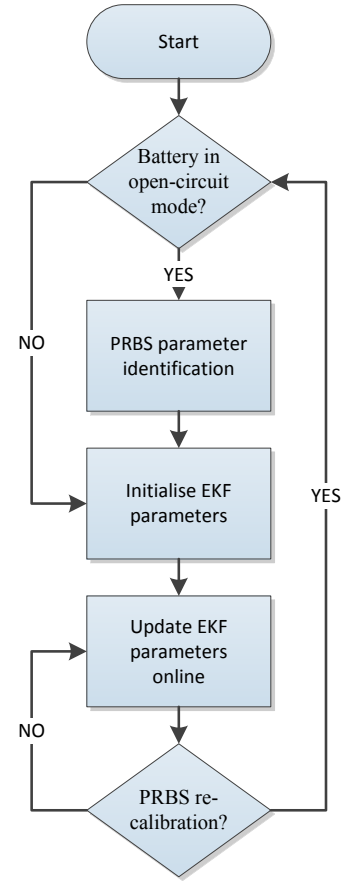 Start
Battery in
open-circuit
mode?
YES
PRBS parameter
identification
NO
Initialise EKF
parameters
YES
Update EKF
parameters
online
NO
PRBS re-
calibration?